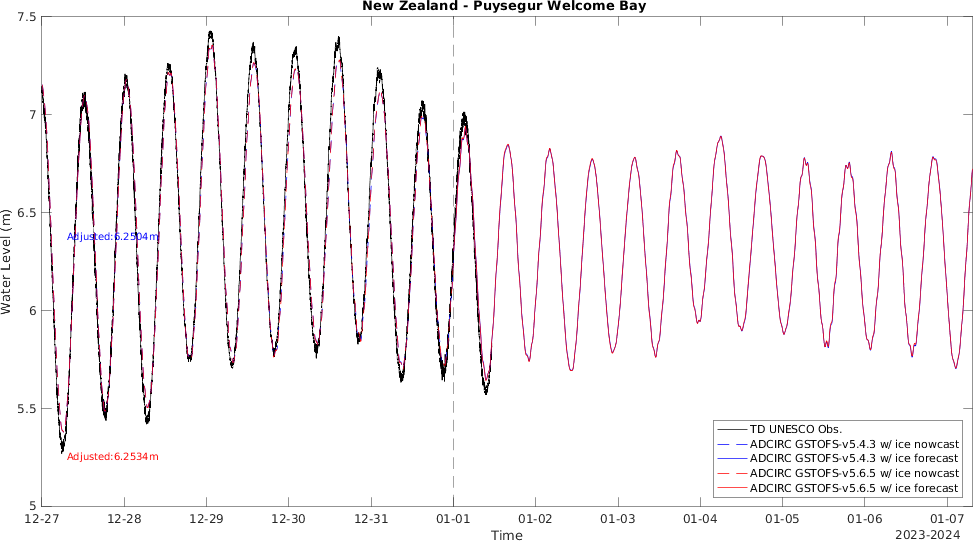 New Zealand - Puysegur Welcome Bay
7.5
7
6.5
6
5.5
5
Water Level (m)
Adjusted:6.2504m
Adjusted:6.2534m
TD UNESCO Obs.
ADCIRC GSTOFS-v5.4.3 w/ ice nowcast
ADCIRC GSTOFS-v5.4.3 w/ ice forecast
ADCIRC GSTOFS-v5.6.5 w/ ice nowcast
ADCIRC GSTOFS-v5.6.5 w/ ice forecast
12-27 12-28 12-29 12-30 12-31 01-01 01-02 01-03 01-04 01-05 01-06 01-07
Time
2023-2024